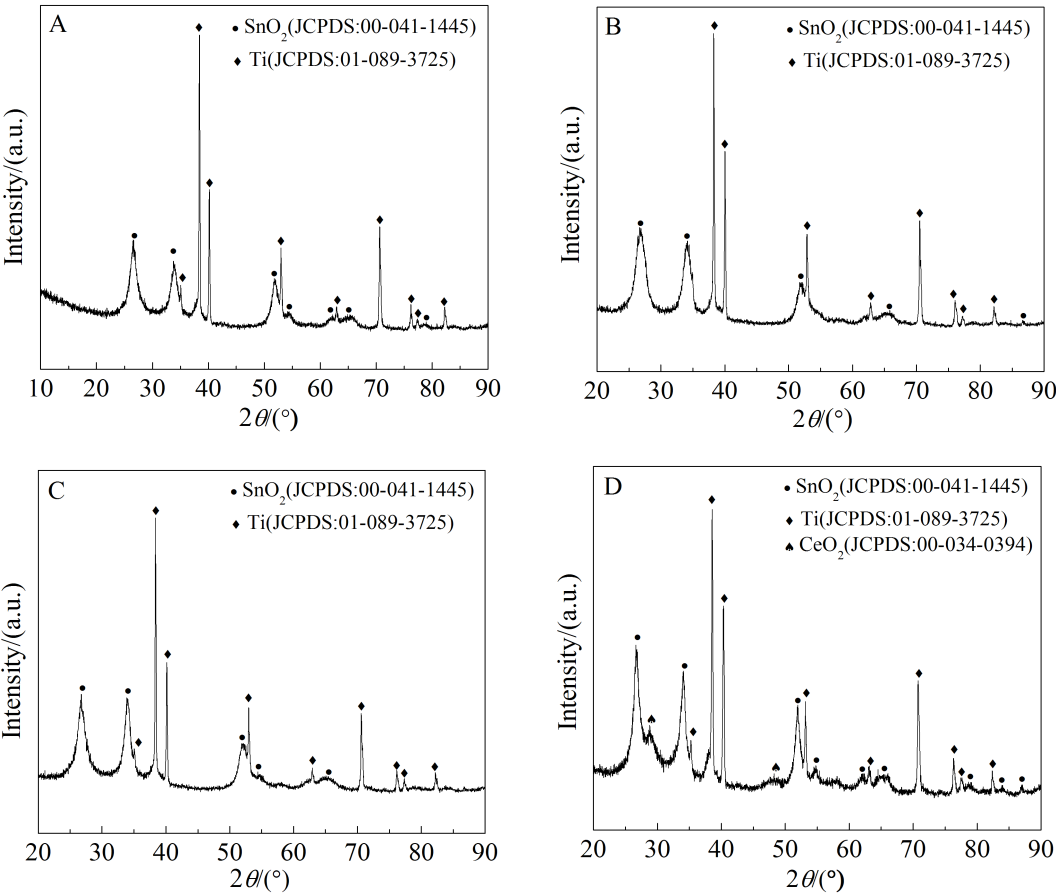 A
SnO2(JCPDS:00-041-1445)
Ti(JCPDS:01-089-3725)
Intensity/(a.u.)
10 20 30 40 50 60 70 80 90
2θ/(°)
B
SnO2(JCPDS:00-041-1445)
Ti(JCPDS:01-089-3725)
Intensity/(a.u.)
20 30 40 50 60 70 80 90
2θ/(°)
C
SnO2(JCPDS:00-041-1445)
Ti(JCPDS:01-089-3725)
Intensity/(a.u.)
20 30 40 50 60 70 80 90
2θ/(°)
D
SnO2(JCPDS:00-041-1445)
Ti(JCPDS:01-089-3725)
CeO2(JCPDS:00-034-0394)
Intensity/(a.u.)
20 30 40 50 60 70 80 90
2θ/(°)